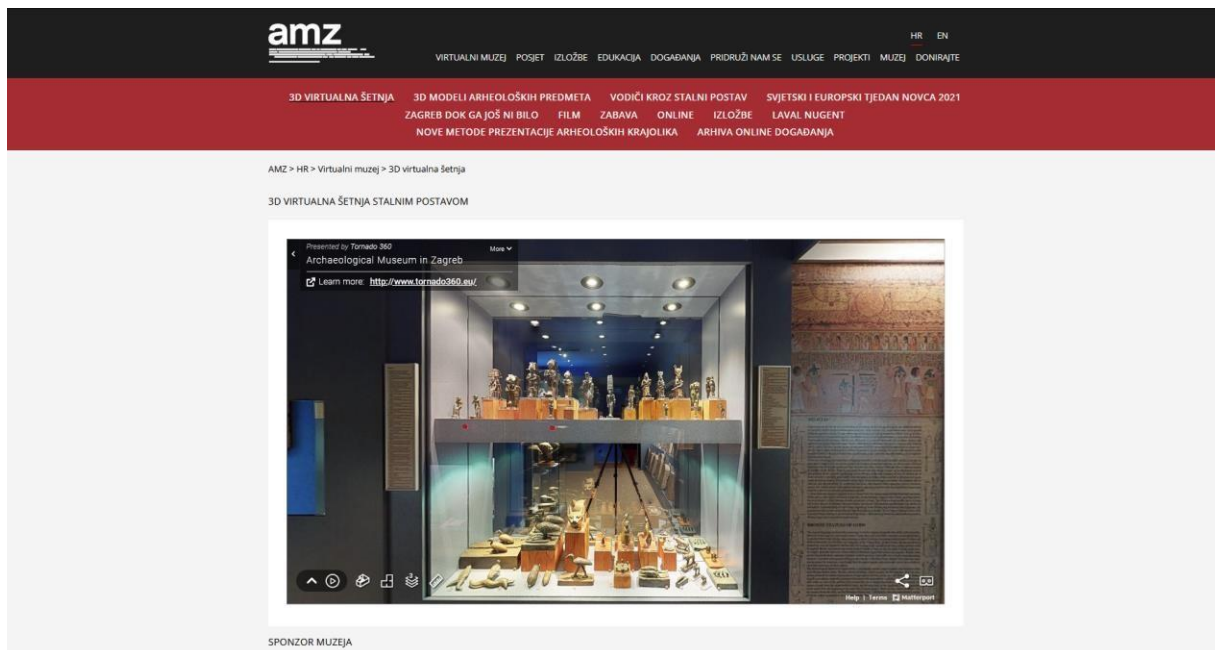 amz
HR EN
VIRTUALNI MUZEJ POSJET IZLOŽBE EDUKACIJA DOGAĐANJA PRIDRUŽI NAM SE USLUGE PROJEKTI MUZEJ DONIRAJTE
3D VIRTUALNA ŠETNJA 3D MODELI ARHEOLOŠKIH PREDMETA VODIČI KROZ STALNI POSTAV SVJETSKI I EUROPSKI TJEDAN NOVCA 2021
ZAGREB DOK GA JOŠ NI BILO FILM ZABAVA ONLINE IZLOŽBE LAVAL NUGENT
NOVE METODE PREZENTACIJE ARHEOLOŠKIH KRAJOLIKA ARHIVA ONLINE DOGAĐANJA
AMZ > HR > Virtualni muzej > 3D virtualna šetnja
3D VIRTUALNA ŠETNJA STALNIM POSTAVOM
Presented by Tornado 360 More
Archaeological Museum in Zagreb
Learn more: http://www.tornado360.eu/
Help | Terms Matterport
SPONZOR MUZEJA